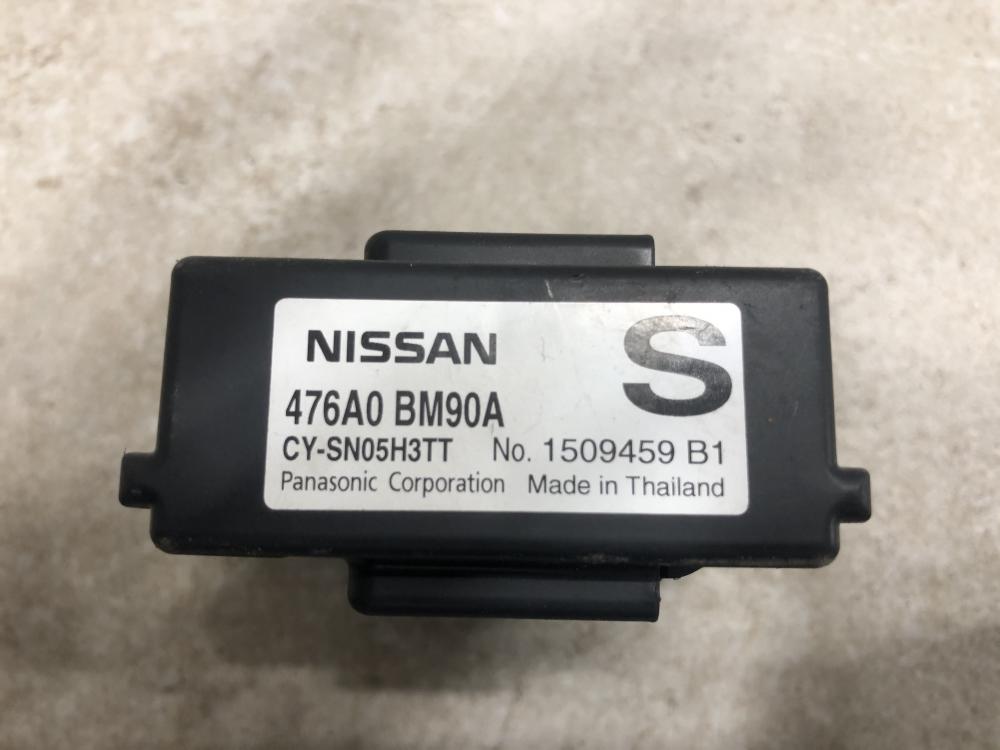 NISSAN S
476A0 BM90A
CY-SN05H3TT No. 1509459 B1
Panasonic Corporation Made in Thailand